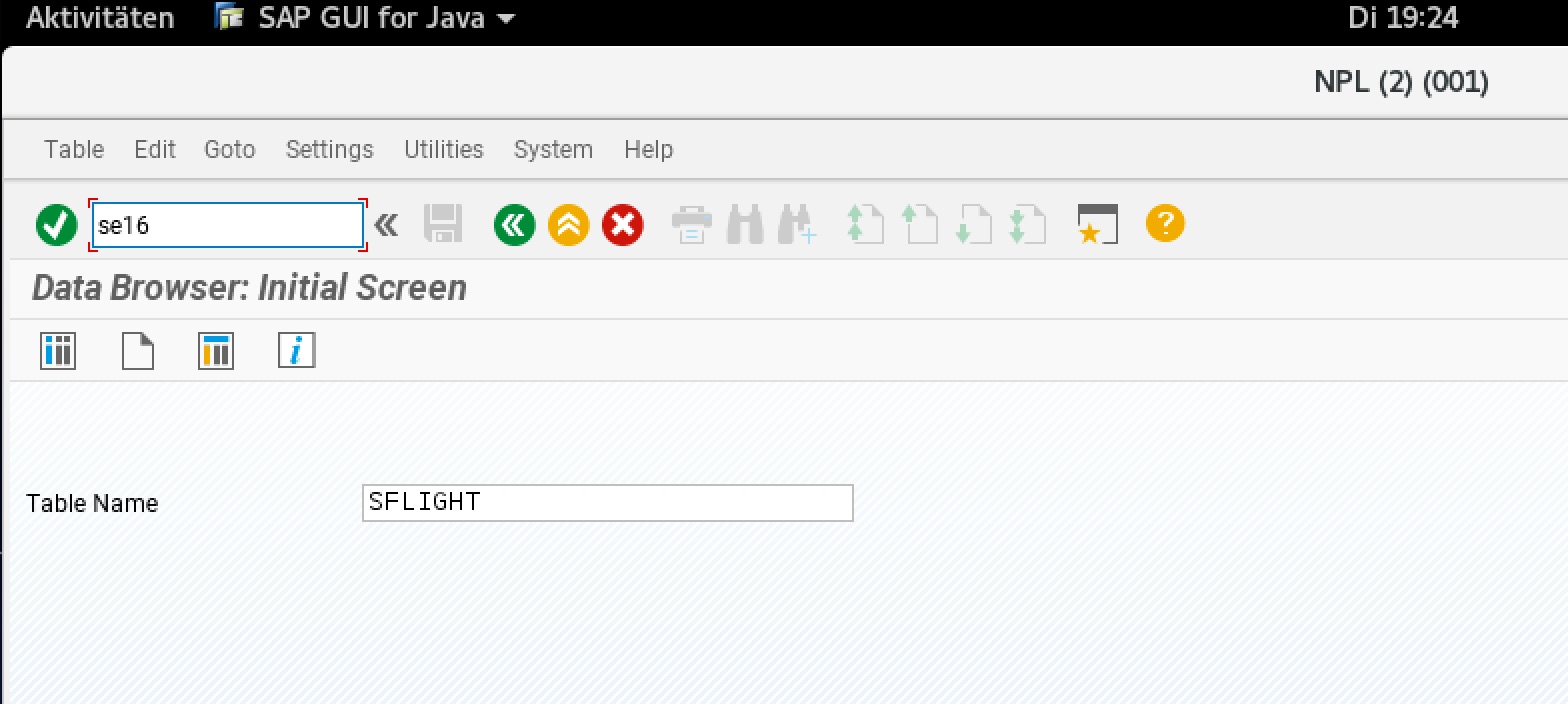 Aktivitäten SAP GUI for Java Di 19:24
NPL (2) (001)
Table Edit Goto Settings Utilities System Help
se16
Data Browser: Initial Screen
Table Name SFLIGHT